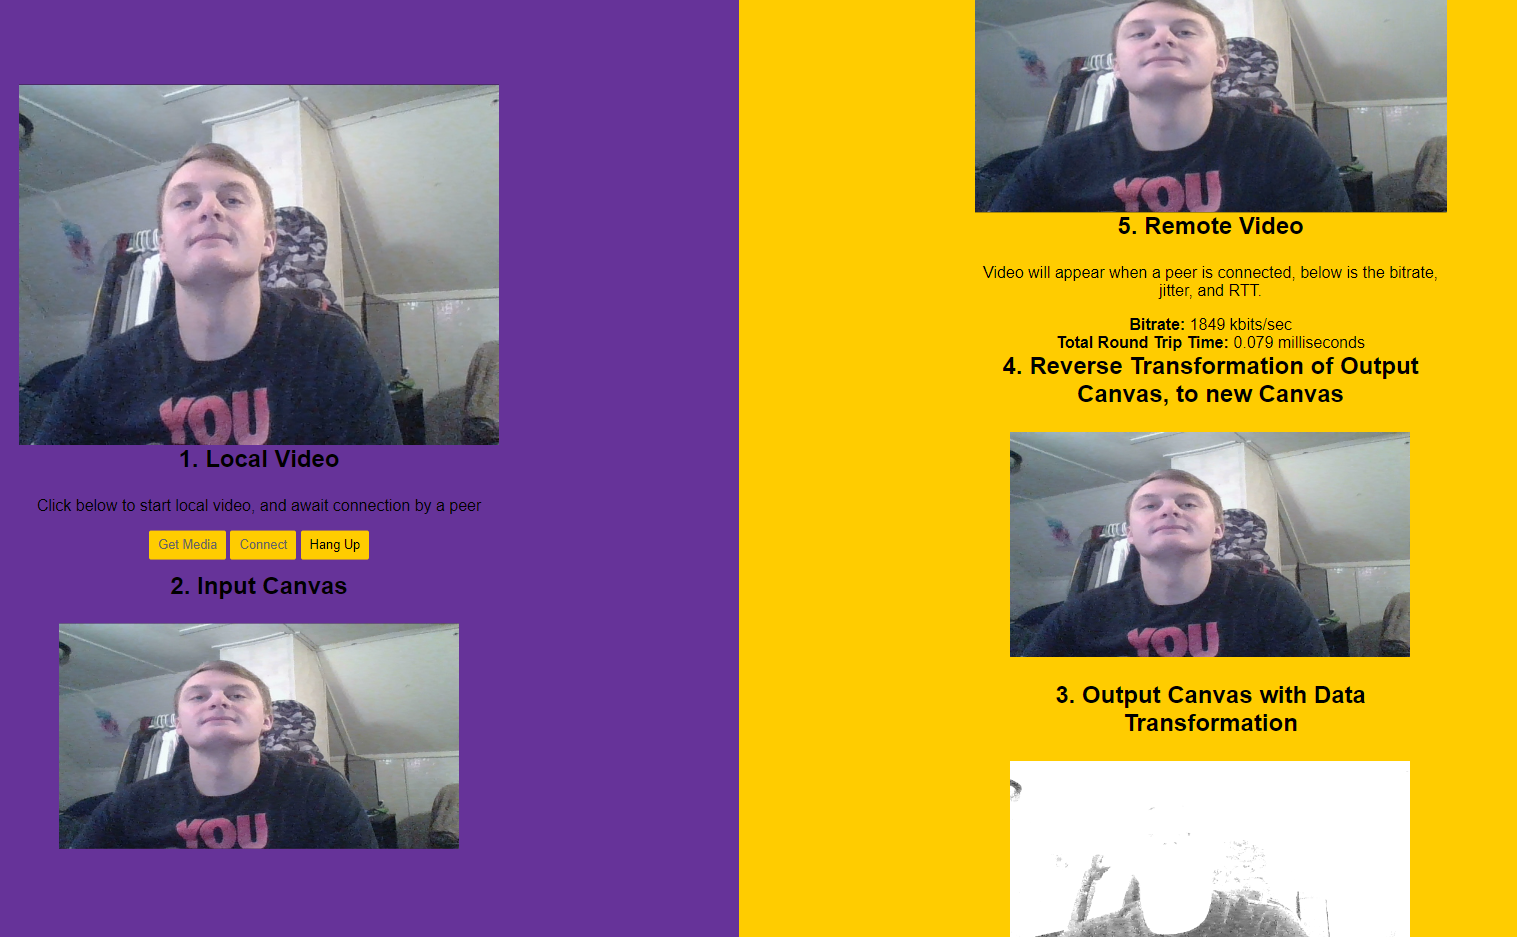 YOU
1. Local Video
Click below to start local video, and await connection by a peer
Get Media
Connect
Hang Up
2. Input Canvas
YOU
YOU
5. Remote Video
Video will appear when a peer is connected, below is the bitrate,
jitter, and RTT.
Bitrate: 1849 kbits/sec
Total Round Trip Time: 0.079 milliseconds
4. Reverse Transformation of Output
Canvas, to new Canvas
YOU
3. Output Canvas with Data
Transformation